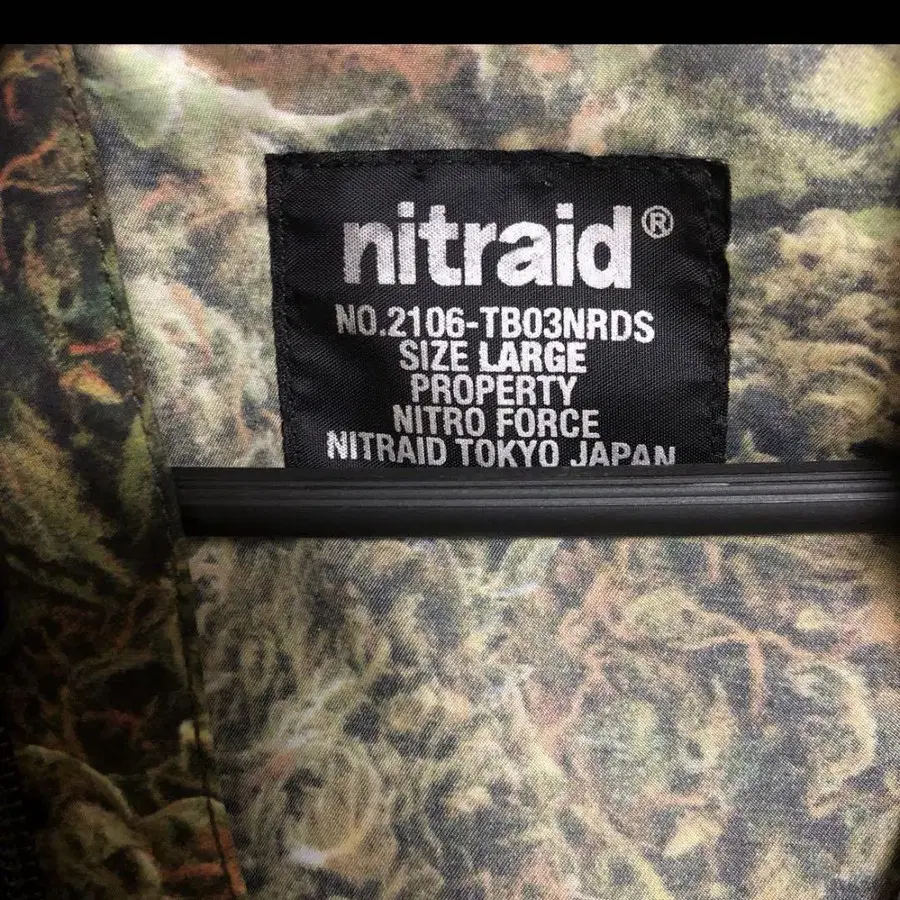 nitraid®
NO.2106-TB03NRDS
SIZE LARGE
PROPERTY
NITRO FORCE
NITRAID TOKYO JAPAN